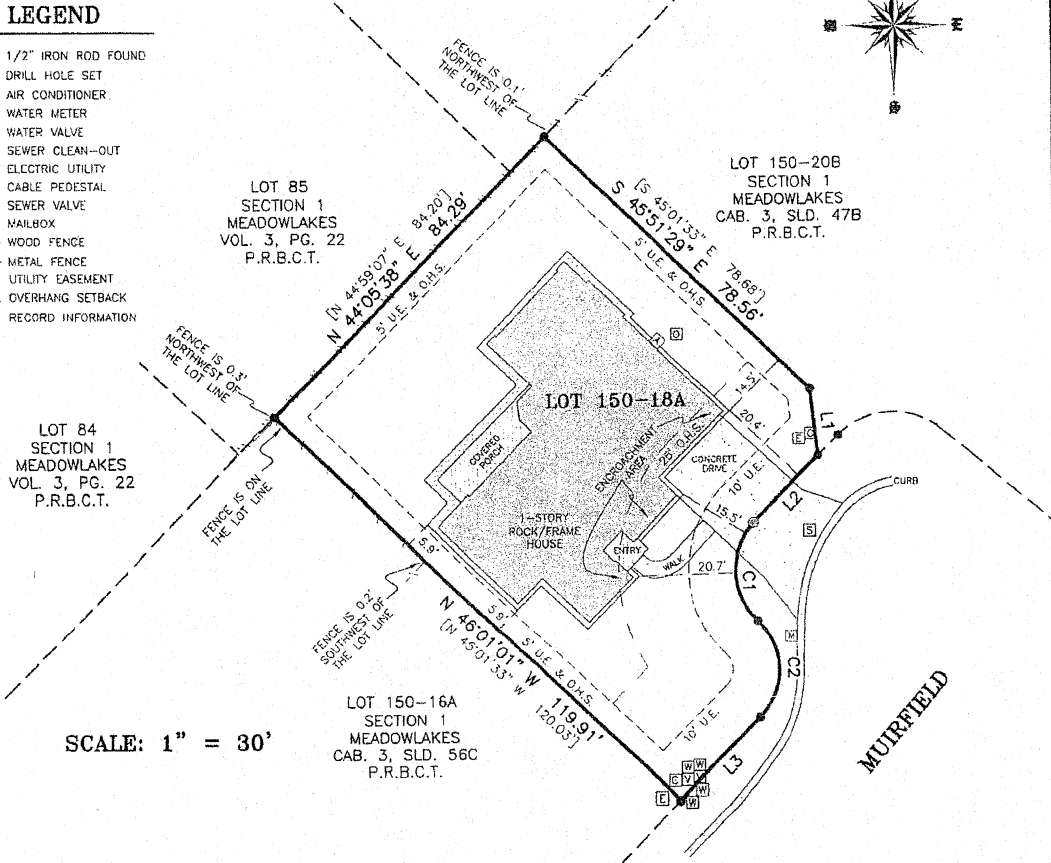 LEGEND
1/2" IRON ROD FOUND
DRILL HOLE SET
AIR CONDITIONER
WATER METER
WATER VALVE
SEWER CLEAN-OUT
ELECTRIC UTILITY
CABLE PEDESTAL
SEWER VALVE
MAILBOX
WOOD FENCE
METAL FENCE
UTILITY EASEMENT
OVERHANG SETBACK
RECORD INFORMATION
E
FENCE IS 0.1'
NORTHWEST OF
THE LOT LINE
LOT 85
SECTION 1
MEADOWLAKES
VOL. 3, PG. 22
P.R.B.C.T.
LOT 150-20B
SECTION 1
MEADOWLAKES
CAB. 3, SLD. 47B
P.R.B.C.T.
[N 44°59'07" E 84.20']
N 44°05'38" E 84.29'
5' U.E. & O.H.S.
[S 45°01'33" E 78.68']
S 45°51'29" E 78.56'
5' U.E. & O.H.S.
FENCE IS 0.3'
NORTHWEST OF
THE LOT LINE
A
O
LOT 150-18A
14.5'
20.4'
L1
E
C
LOT 84
SECTION 1
MEADOWLAKES
VOL. 3, PG. 22
P.R.B.C.T.
COVERED
PORCH
ENCROACHMENT
AREA
25' O.H.S.
CONCRETE
DRIVE
10' U.E.
CURB
FENCE IS ON
THE LOT LINE
1-STORY
ROCK/FRAME
HOUSE
ENTRY
WALK
15.5'
L2
S
20.7'
C1
5.9'
5.9'
FENCE IS 0.2'
SOUTHWEST OF
THE LOT LINE
N 46°01'01" W 119.91'
[N 45°01'33" W 120.03']
5' U.E. & O.H.S.
M
C2
10' U.E.
LOT 150-16A
SECTION 1
MEADOWLAKES
CAB. 3, SLD. 56C
P.R.B.C.T.
SCALE: 1" = 30'
L3
MUIRFIELD
W W
C V V
W
E
W